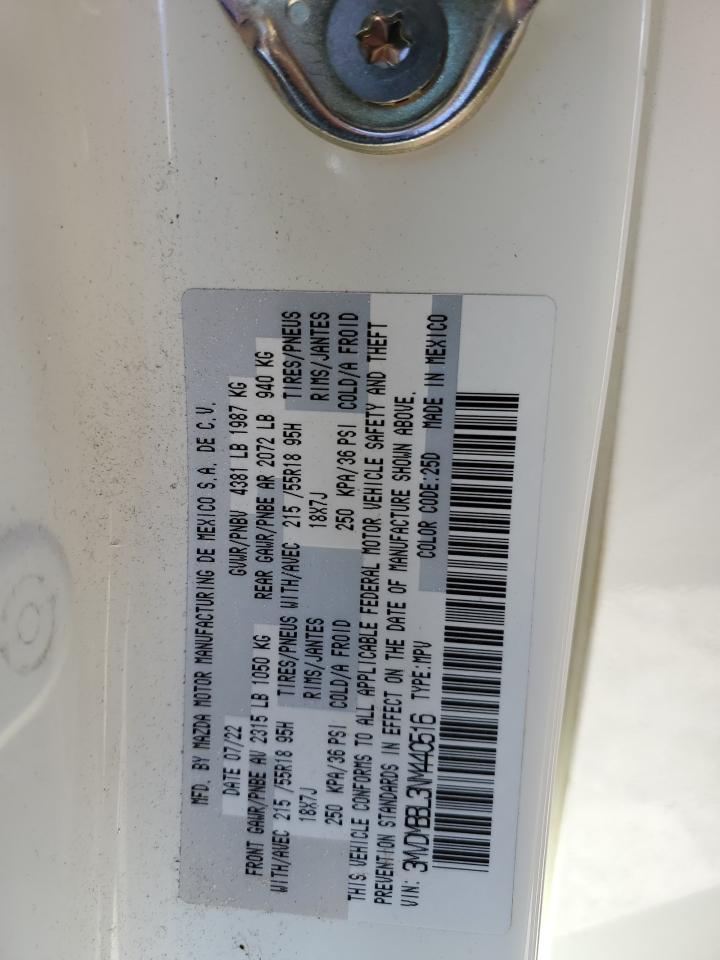 MFD. BY MAZDA MOTOR MANUFACTURING DE MEXICO S.A. DE C.V.
DATE 07/22 GVWR/PNBV 4381 LB 1987 KG
FRONT GAWR/PNBE AV 2315 LB 1050 KG REAR GAWR/PNBE AR 2072 LB 940 KG
WITH/AVEC 215 /55R18 95H TIRES/PNEUS WITH/AVEC 215 /55R18 95H TIRES/PNEUS
18X7J RIMS/JANTES 18X7J RIMS/JANTES
250 KPA/36 PSI COLD/A FROID 250 KPA/36 PSI COLD/A FROID
THIS VEHICLE CONFORMS TO ALL APPLICABLE FEDERAL MOTOR VEHICLE SAFETY AND THEFT
PREVENTION STANDARDS IN EFFECT ON THE DATE OF MANUFACTURE SHOWN ABOVE.
COLOR CODE:25D MADE IN MEXICO
VIN: 3MVDMBBL3NM440516 TYPE:MPV